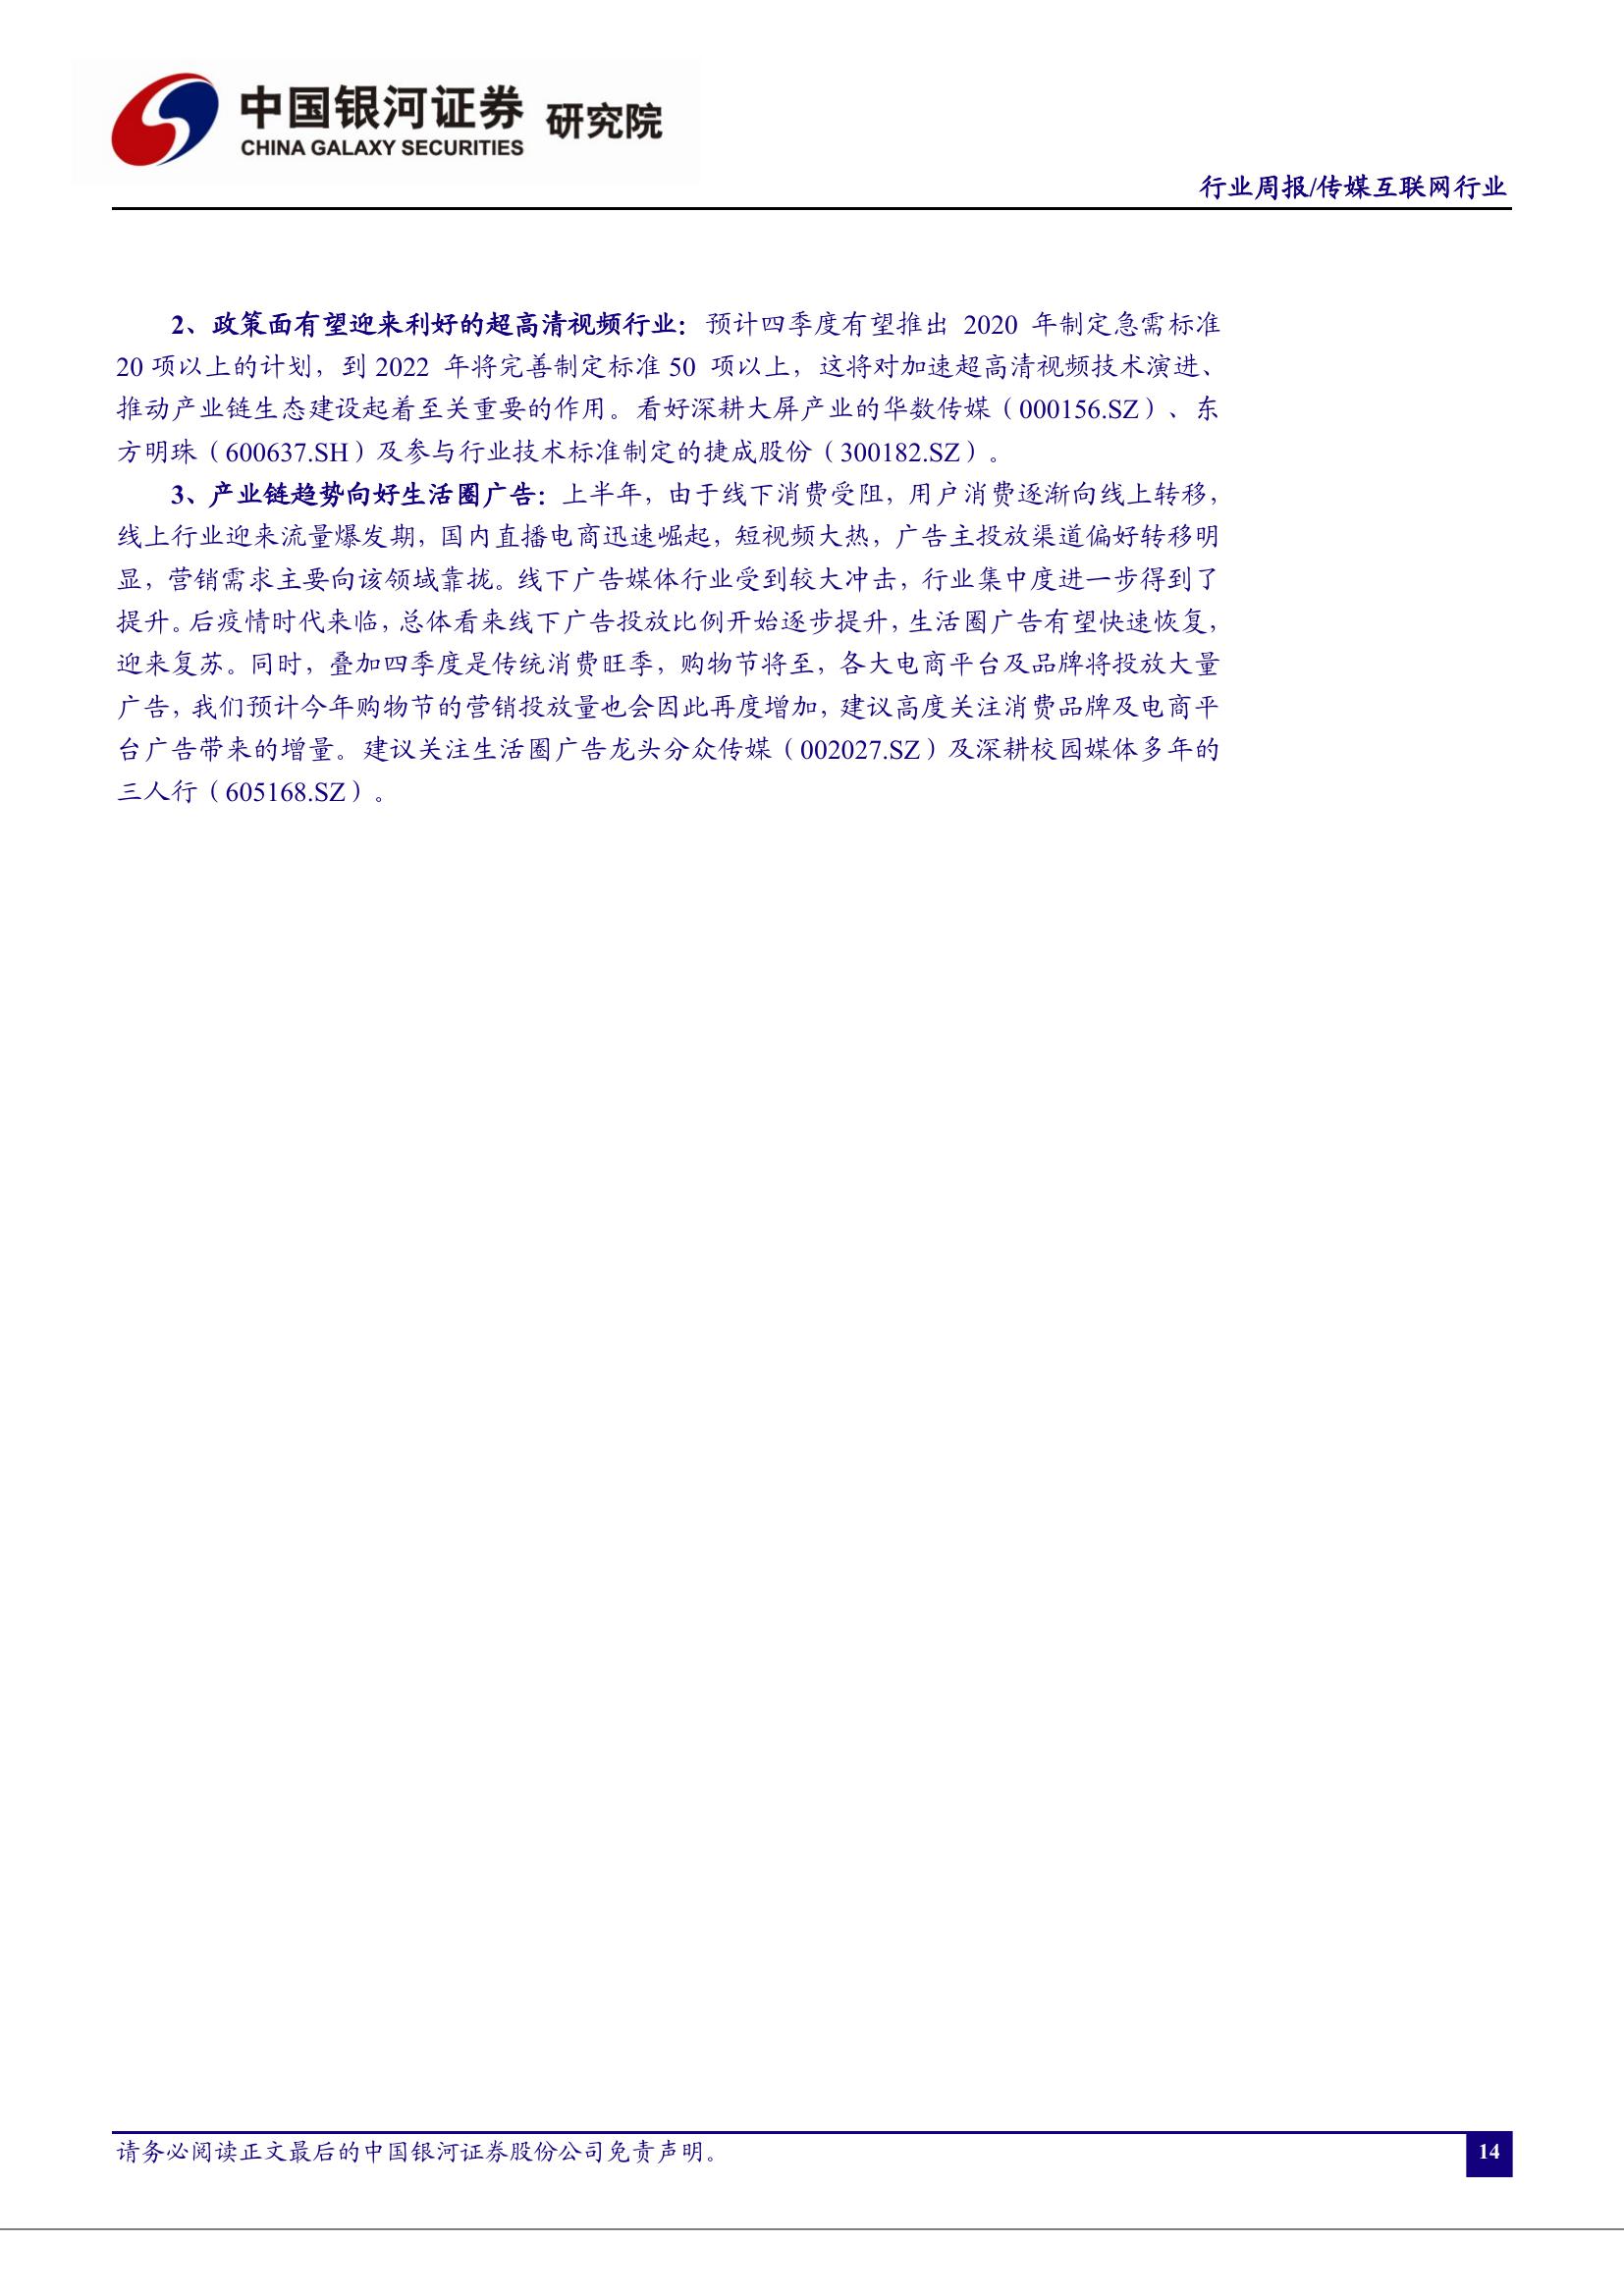 中国银河证券 研究院
CHINA GALAXY SECURITIES
行业周报/传媒互联网行业
2、政策面有望迎来利好的超高清视频行业：预计四季度有望推出 2020 年制定急需标准
20 项以上的计划，到 2022 年将完善制定标准 50 项以上，这将对加速超高清视频技术演进、
推动产业链生态建设起着至关重要的作用。看好深耕大屏产业的华数传媒（000156.SZ）、东
方明珠（600637.SH）及参与行业技术标准制定的捷成股份（300182.SZ）。
3、产业链趋势向好生活圈广告：上半年，由于线下消费受阻，用户消费逐渐向线上转移，
线上行业迎来流量爆发期，国内直播电商迅速崛起，短视频大热，广告主投放渠道偏好转移明
显，营销需求主要向该领域靠拢。线下广告媒体行业受到较大冲击，行业集中度进一步得到了
提升。后疫情时代来临，总体看来线下广告投放比例开始逐步提升，生活圈广告有望快速恢复，
迎来复苏。同时，叠加四季度是传统消费旺季，购物节将至，各大电商平台及品牌将投放大量
广告，我们预计今年购物节的营销投放量也会因此再度增加，建议高度关注消费品牌及电商平
台广告带来的增量。建议关注生活圈广告龙头分众传媒（002027.SZ）及深耕校园媒体多年的
三人行（605168.SZ）。
请务必阅读正文最后的中国银河证券股份公司免责声明。
14